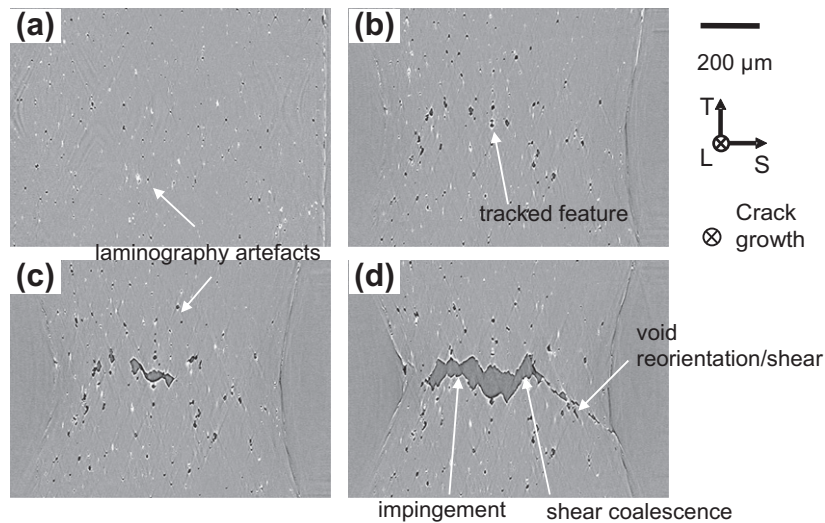 (a)
(b)
200 μm
T
L
S
Crack
growth
tracked feature
laminography artefacts
(c)
(d)
void
reorientation/shear
impingement
shear coalescence